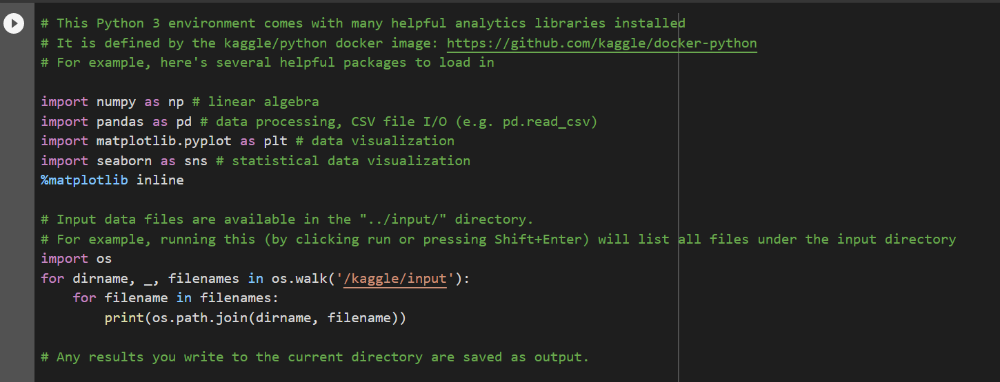 # This Python 3 environment comes with many helpful analytics libraries installed
# It is defined by the kaggle/python docker image: https://github.com/kaggle/docker-python
# For example, here's several helpful packages to load in
import numpy as np # linear algebra
import pandas as pd # data processing, CSV file I/O (e.g. pd.read_csv)
import matplotlib.pyplot as plt # data visualization
import seaborn as sns # statistical data visualization
%matplotlib inline
# Input data files are available in the "../input/" directory.
# For example, running this (by clicking run or pressing Shift+Enter) will list all files under the input directory
import os
for dirname, _, filenames in os.walk('/kaggle/input'):
    for filename in filenames:
        print(os.path.join(dirname, filename))
# Any results you write to the current directory are saved as output.